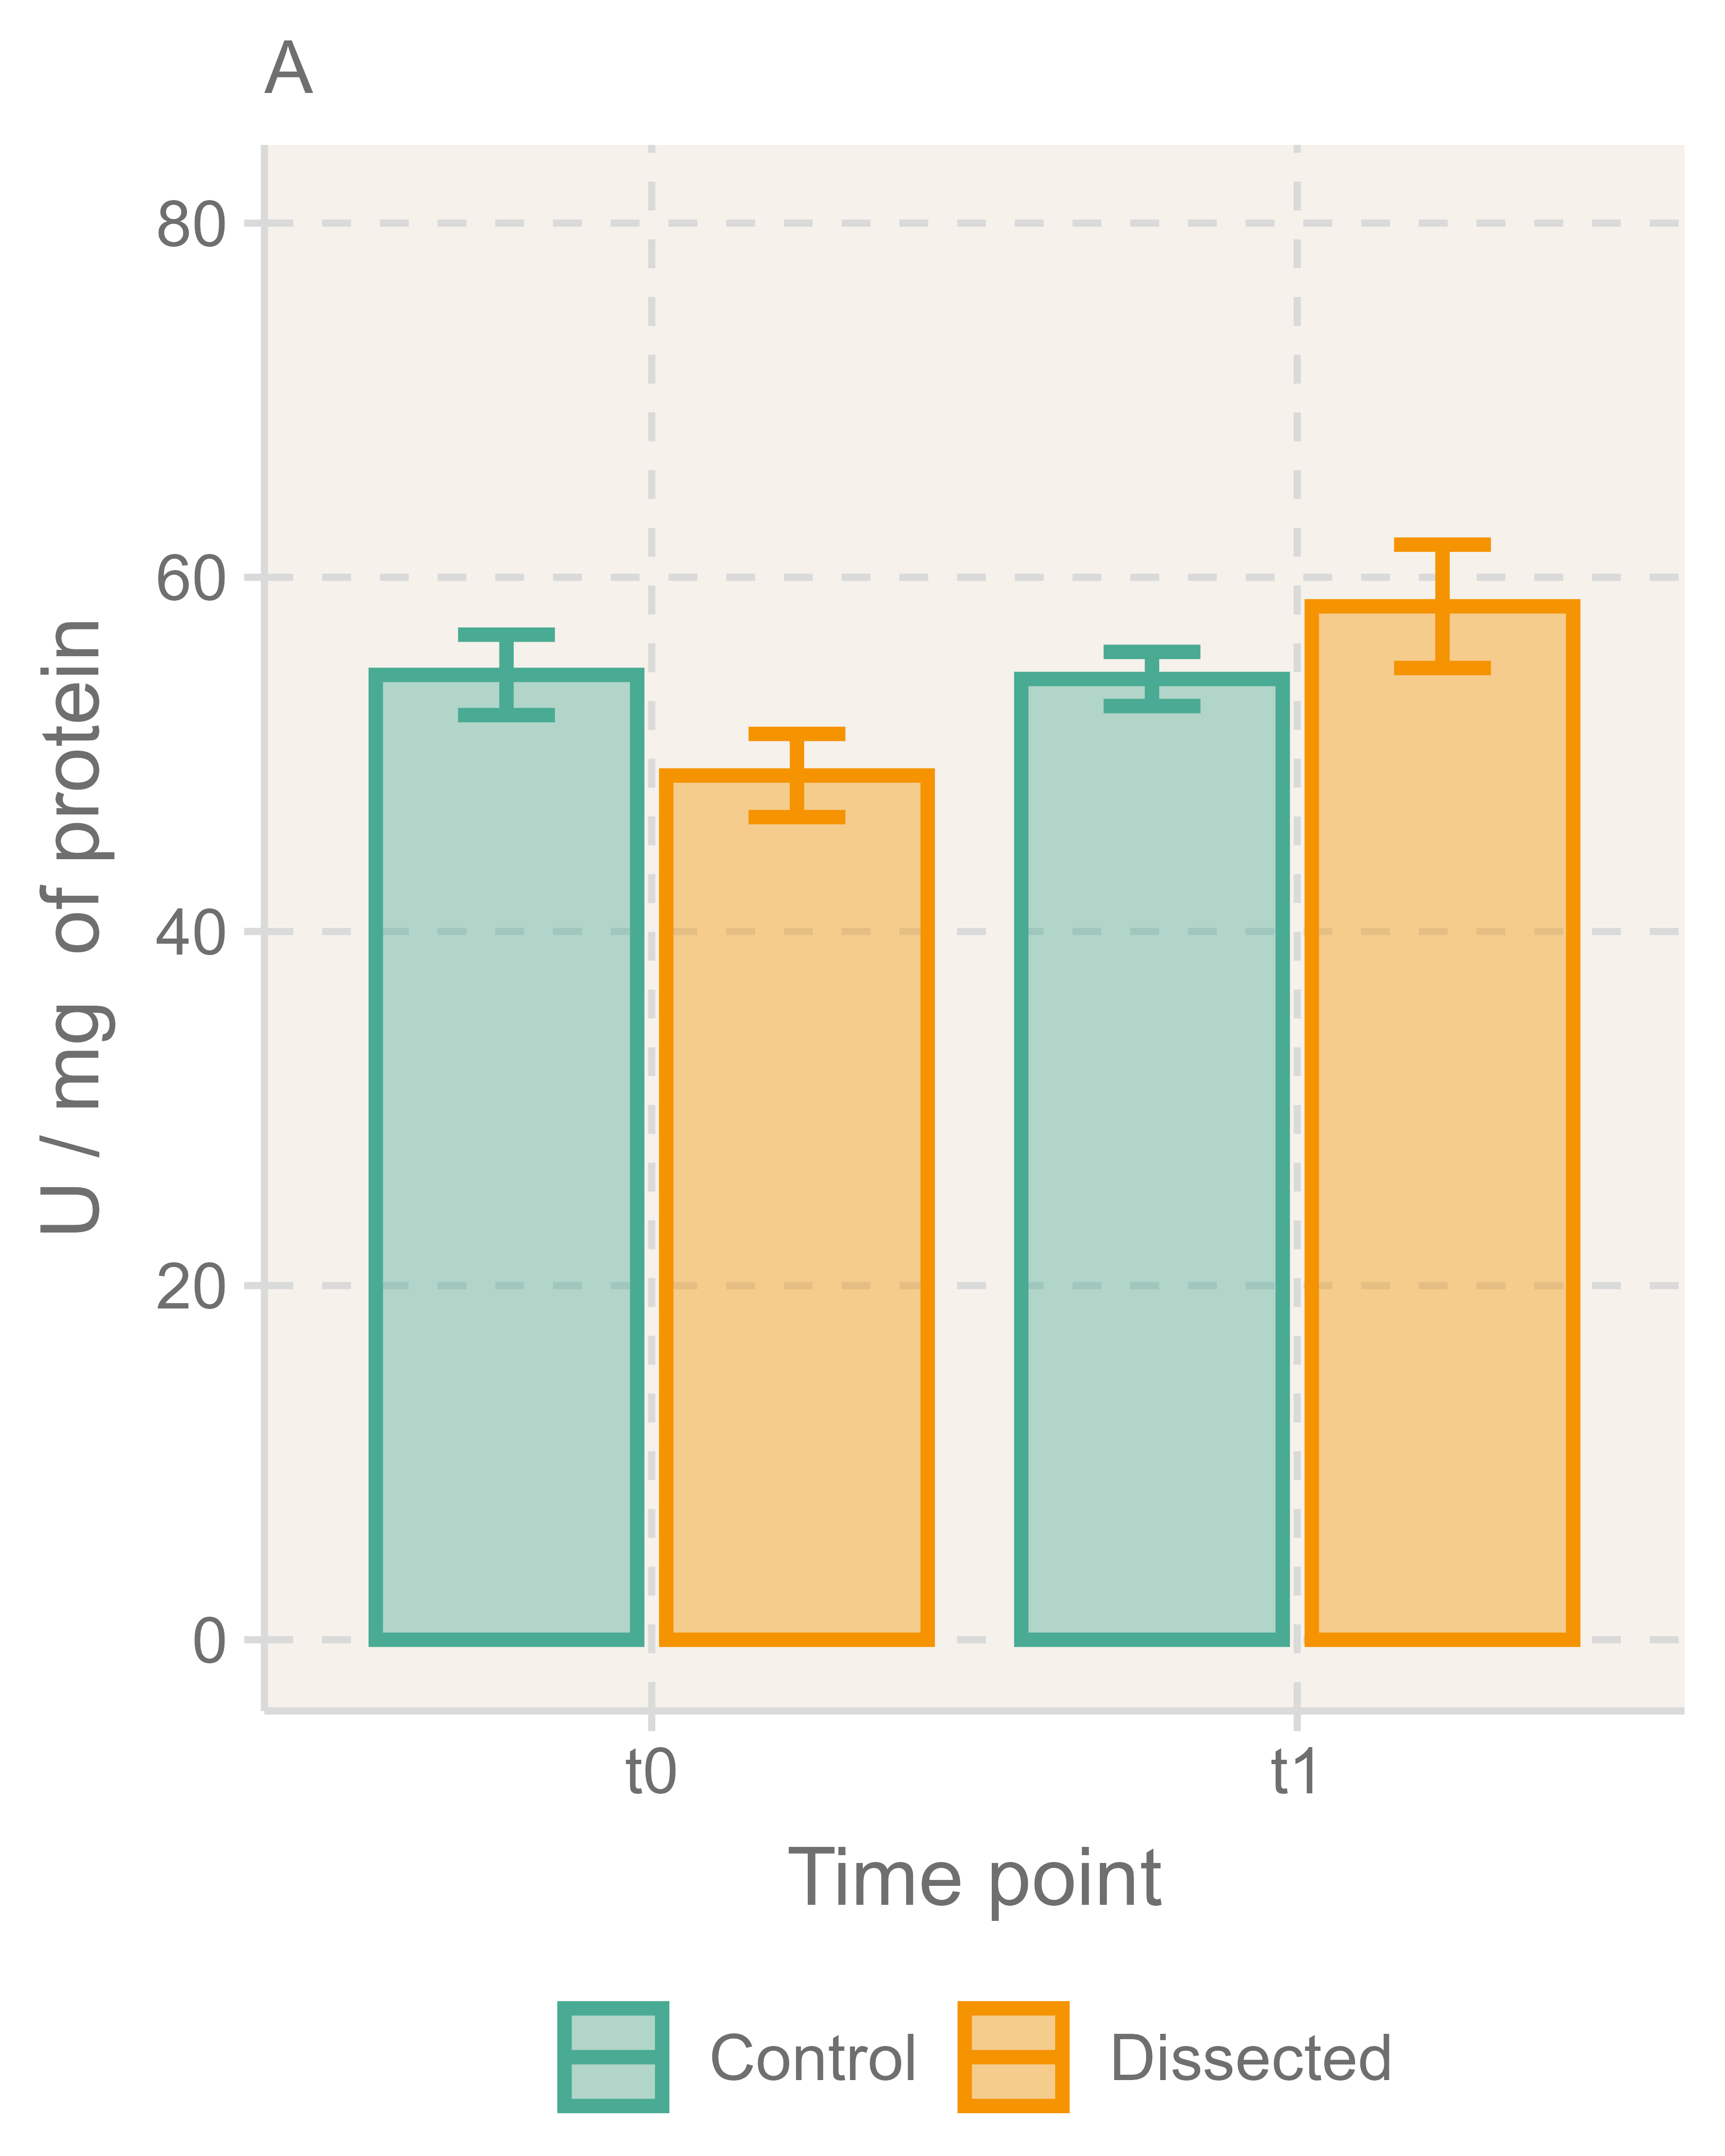 A
80
60
40
20
0
U / mg  of protein
t0
t1
Time point
Control
Dissected